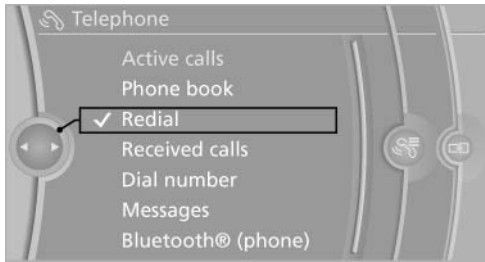 Telephone
Active calls
Phone book
Redial
Received calls
Dial number
Messages
Bluetooth® (phone)